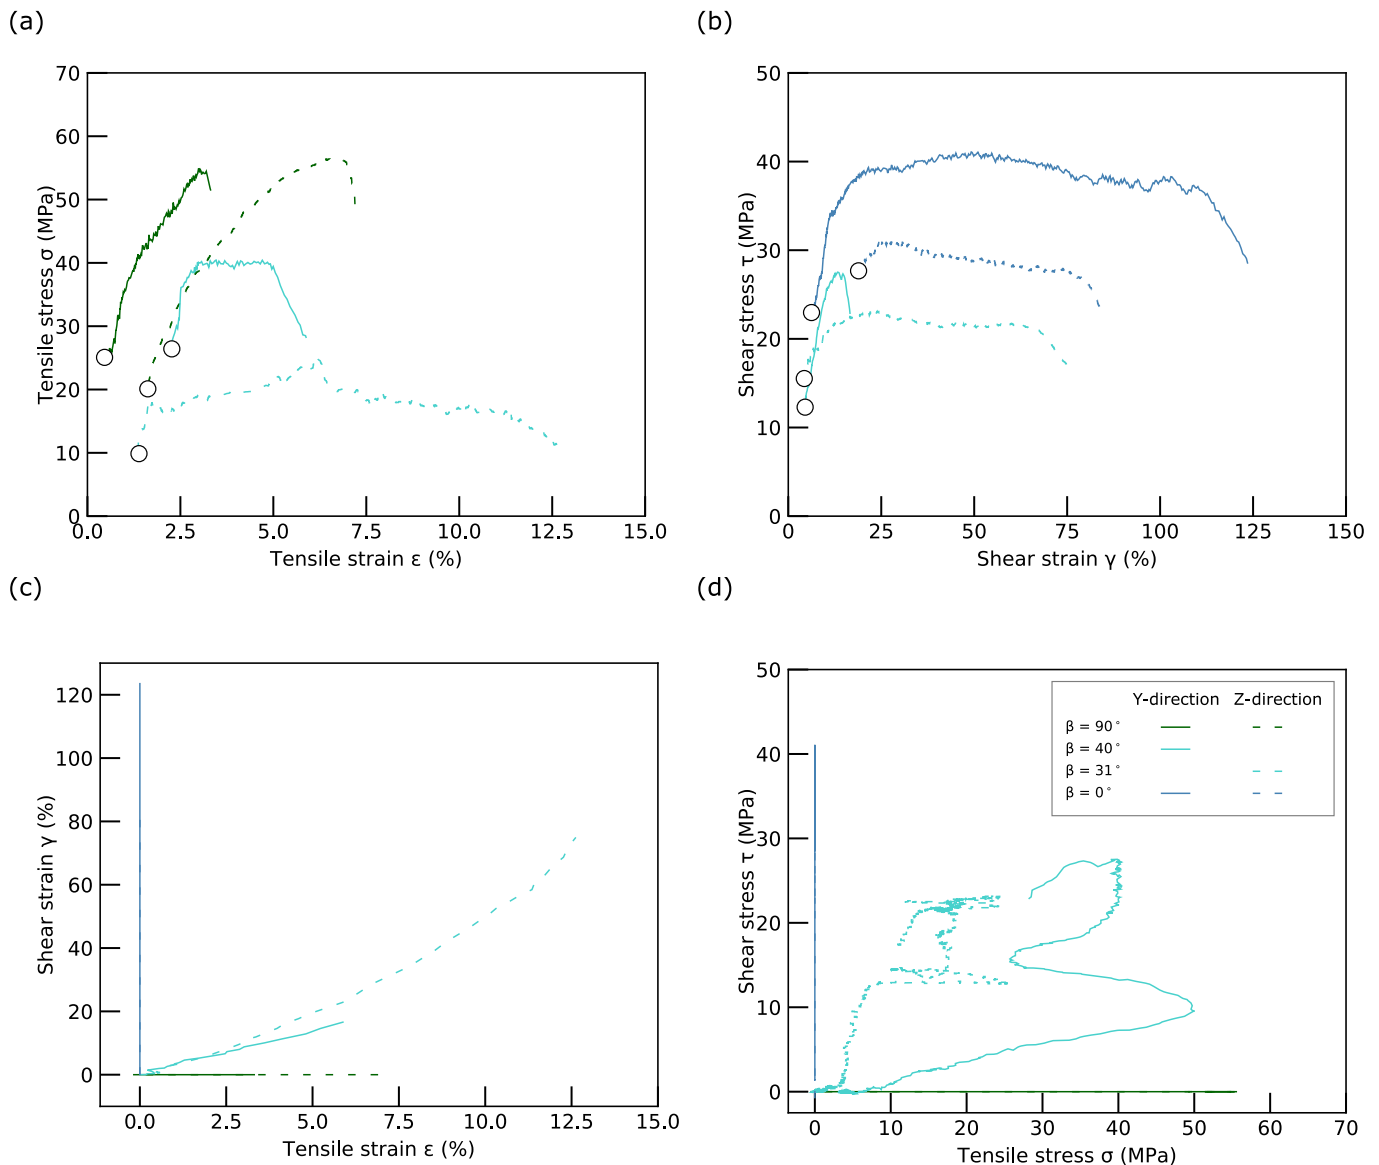 (a)
70
60
50
40
30
20
10
0
0.0 2.5 5.0 7.5 10.0 12.5 15.0
Tensile stress σ (MPa)
Tensile strain ε (%)
(b)
50
40
30
20
10
0
0 25 50 75 100 125 150
Shear stress τ (MPa)
Shear strain γ (%)
(c)
120
100
80
60
40
20
0
0.0 2.5 5.0 7.5 10.0 12.5 15.0
Shear strain γ (%)
Tensile strain ε (%)
(d)
50
40
30
20
10
0
0 10 20 30 40 50 60 70
Shear stress τ (MPa)
Tensile stress σ (MPa)
Y-direction Z-direction
β = 90°
β = 40°
β = 31°
β = 0°